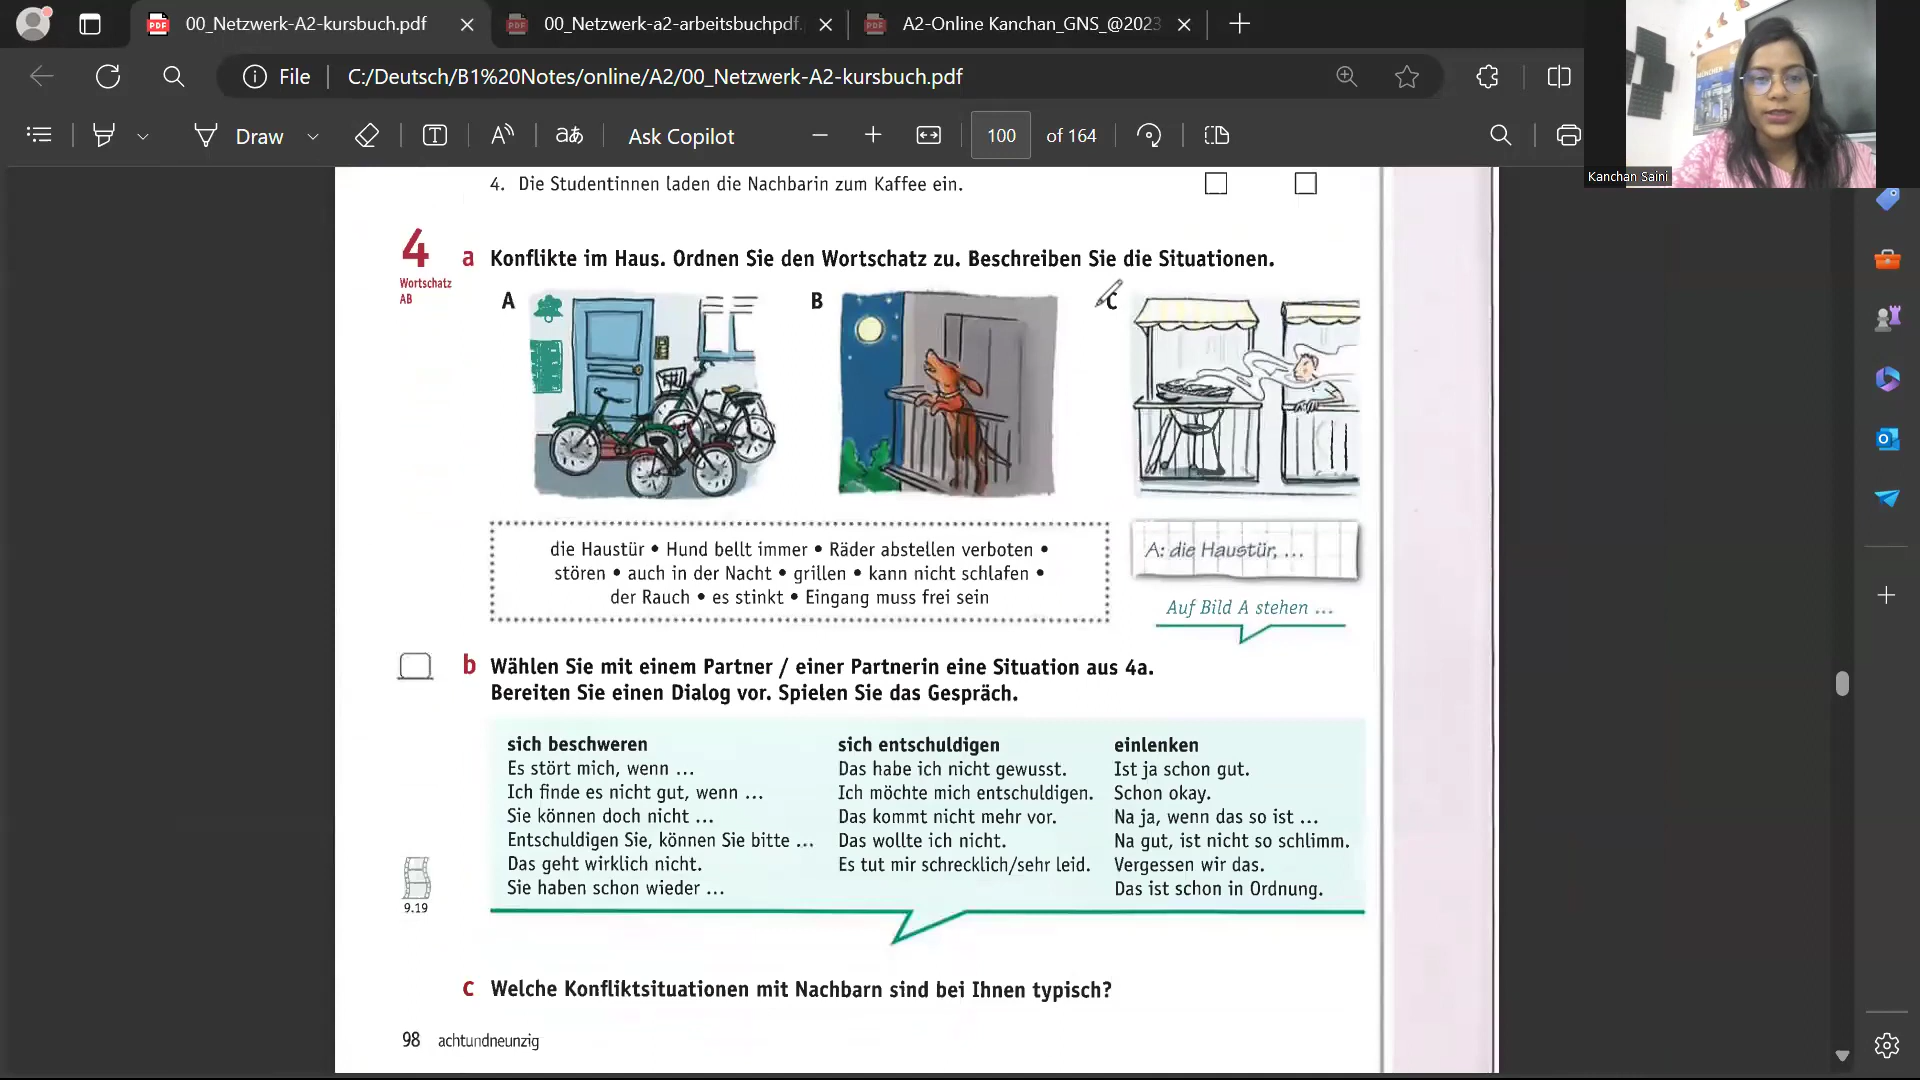 00_Netzwerk-A2-kursbuch.pdf
00_Netzwerk-a2-arbeitsbuchpdf.
A2-Online Kanchan_GNS_@2023
File
C:/Deutsch/B1%20Notes/online/A2/00_Netzwerk-A2-kursbuch.pdf
Draw
Ask Copilot
100 of 164
Kanchan Saini
4. Die Studentinnen laden die Nachbarin zum Kaffee ein.
4
Wortschatz
AB
a Konflikte im Haus. Ordnen Sie den Wortschatz zu. Beschreiben Sie die Situationen.
A
B
C
die Haustür • Hund bellt immer • Räder abstellen verboten •
stören • auch in der Nacht • grillen • kann nicht schlafen •
der Rauch • es stinkt • Eingang muss frei sein
A: die Haustür, ...
Auf Bild A stehen ...
b Wählen Sie mit einem Partner / einer Partnerin eine Situation aus 4a.
Bereiten Sie einen Dialog vor. Spielen Sie das Gespräch.
sich beschweren
Es stört mich, wenn ...
Ich finde es nicht gut, wenn ...
Sie können doch nicht ...
Entschuldigen Sie, können Sie bitte ...
Das geht wirklich nicht.
Sie haben schon wieder ...
sich entschuldigen
Das habe ich nicht gewusst.
Ich möchte mich entschuldigen.
Das kommt nicht mehr vor.
Das wollte ich nicht.
Es tut mir schrecklich/sehr leid.
einlenken
Ist ja schon gut.
Schon okay.
Na ja, wenn das so ist ...
Na gut, ist nicht so schlimm.
Vergessen wir das.
Das ist schon in Ordnung.
9.19
c Welche Konfliktsituationen mit Nachbarn sind bei Ihnen typisch?
98 achtundneunzig